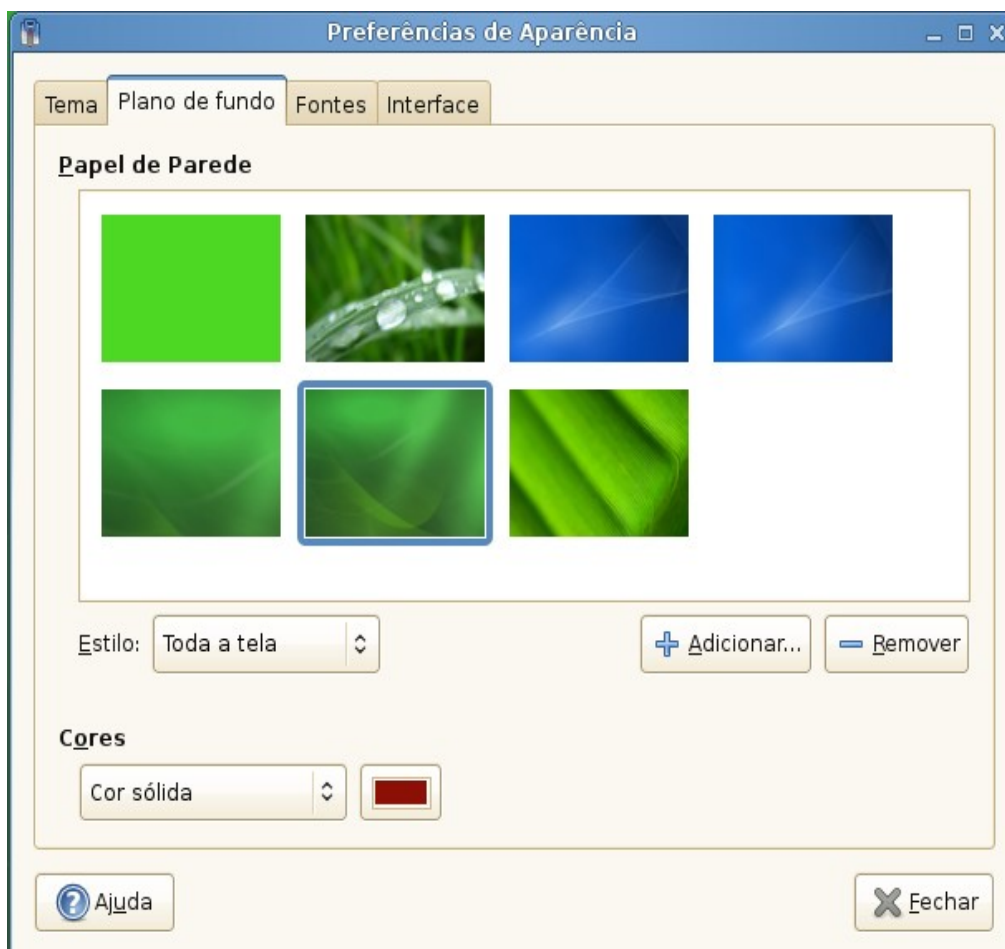 Preferências de Aparência
Tema Plano de fundo Fontes Interface
Papel de Parede
Estilo: Toda a tela Adicionar... Remover
Cores
Cor sólida
Ajuda Fechar